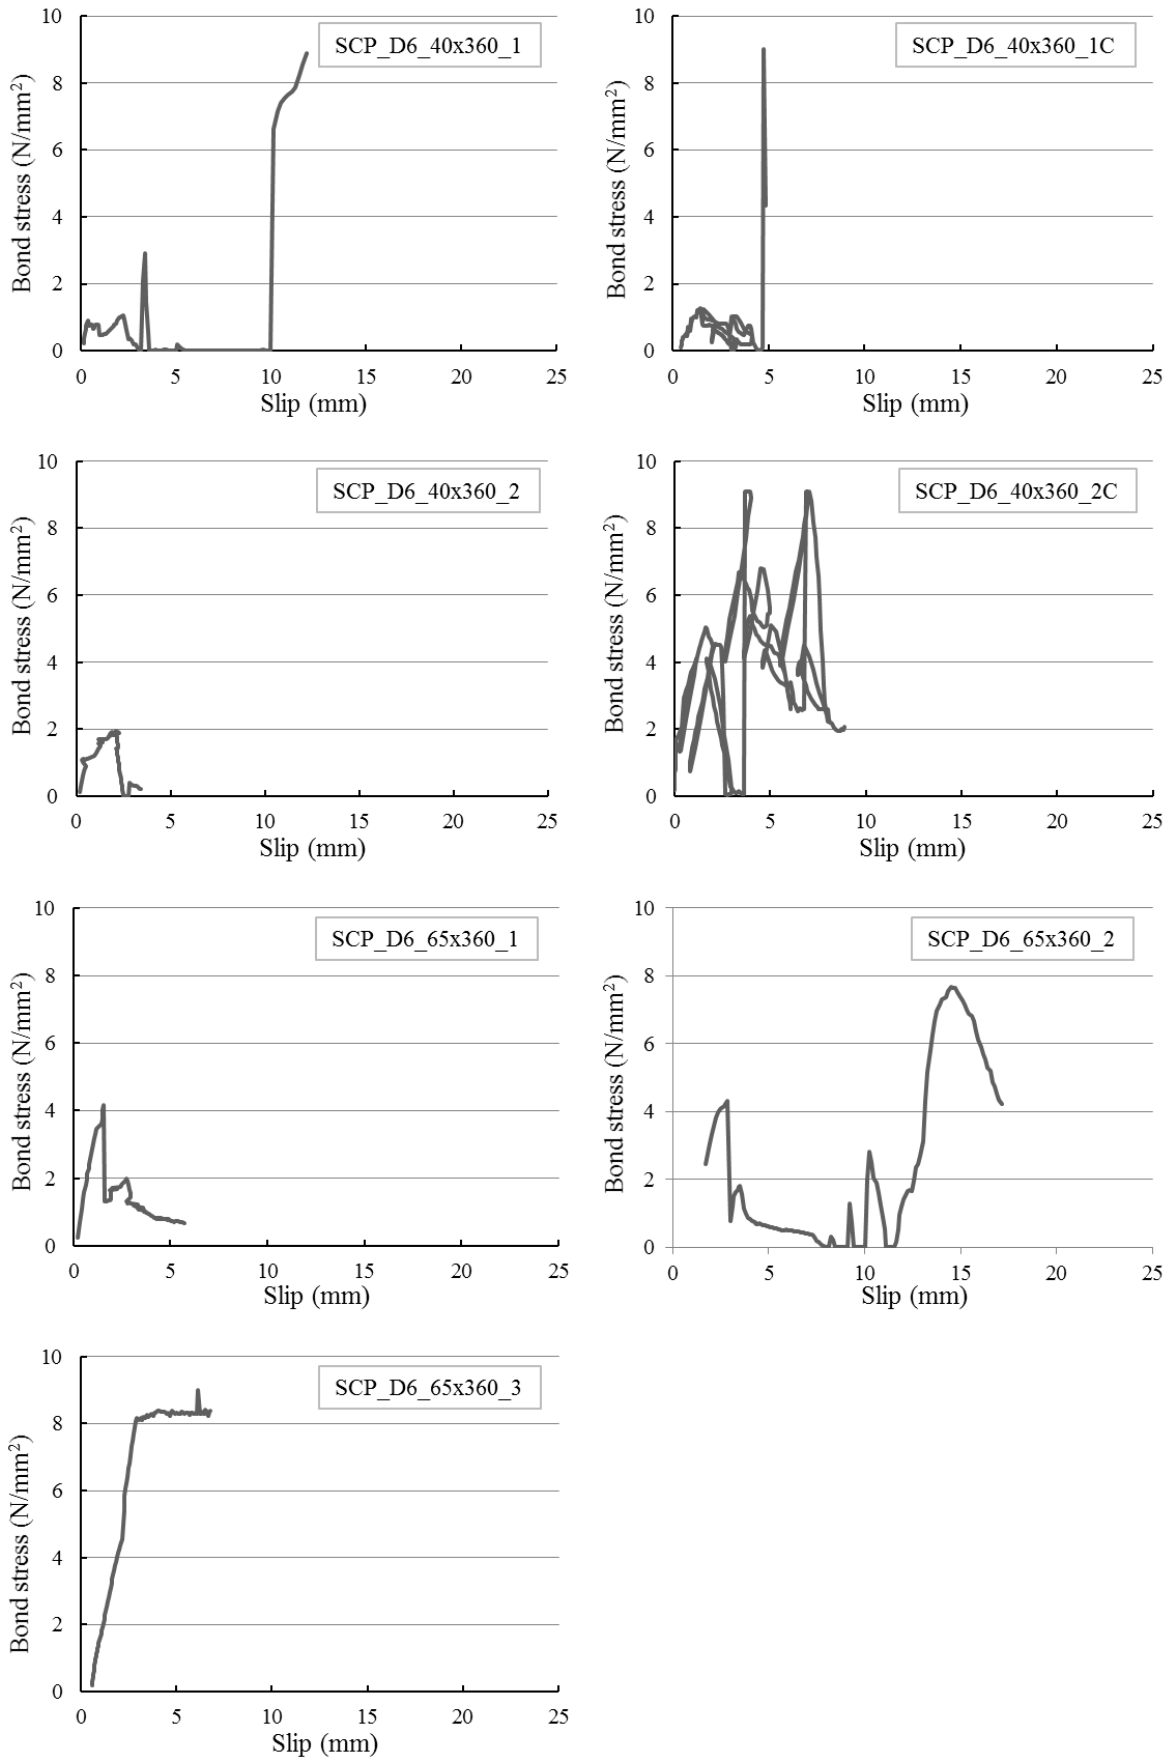 SCP_D6_40x360_1
Bond stress (N/mm²)
10
8
6
4
2
0
0 5 10 15 20 25
Slip (mm)
SCP_D6_40x360_1C
Bond stress (N/mm²)
10
8
6
4
2
0
0 5 10 15 20 25
Slip (mm)
SCP_D6_40x360_2
Bond stress (N/mm²)
10
8
6
4
2
0
0 5 10 15 20 25
Slip (mm)
SCP_D6_40x360_2C
Bond stress (N/mm²)
10
8
6
4
2
0
0 5 10 15 20 25
Slip (mm)
SCP_D6_65x360_1
Bond stress (N/mm²)
10
8
6
4
2
0
0 5 10 15 20 25
Slip (mm)
SCP_D6_65x360_2
Bond stress (N/mm²)
10
8
6
4
2
0
0 5 10 15 20 25
Slip (mm)
SCP_D6_65x360_3
Bond stress (N/mm²)
10
8
6
4
2
0
0 5 10 15 20 25
Slip (mm)